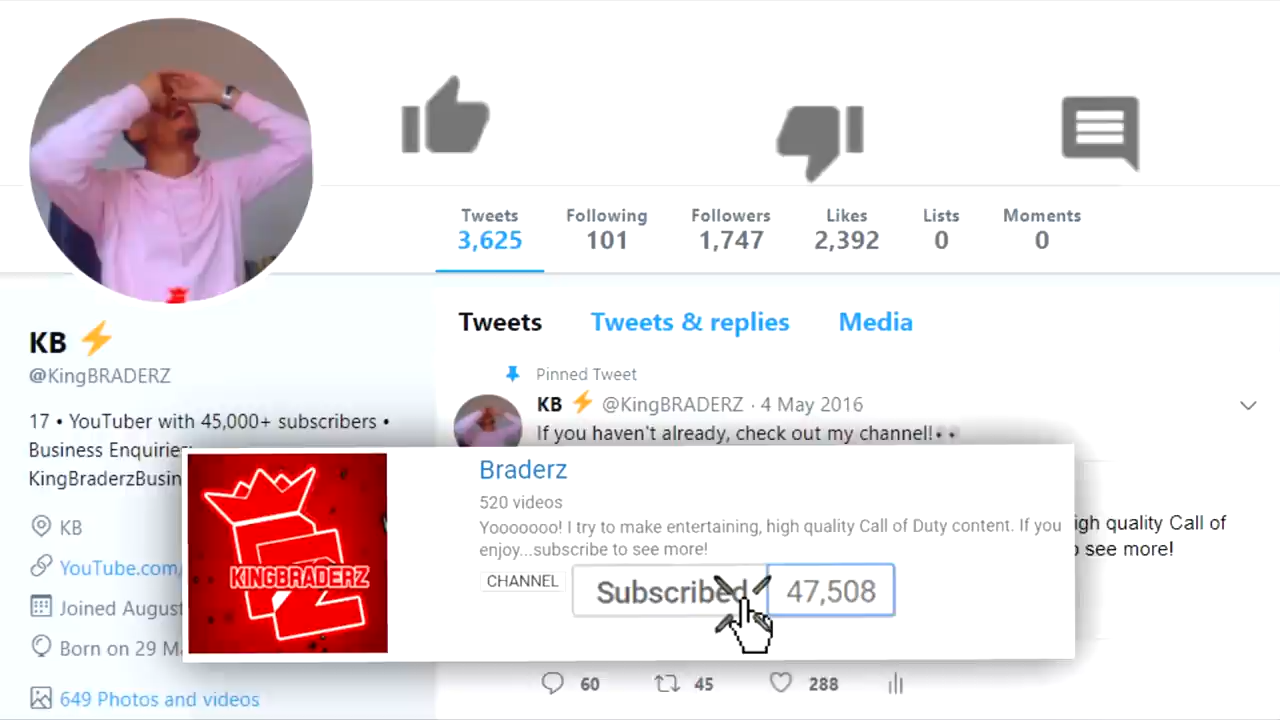 Tweets Following Followers Likes Lists Moments
3,625 101 1,747 2,392 0 0
Tweets Tweets & replies Media
KB
@KingBRADERZ
Pinned Tweet
KB @KingBRADERZ · 4 May 2016
If you haven't already, check out my channel!
17 • YouTuber with 45,000+ subscribers •
Business Enquiries:
KingBraderzBusin
KB
YouTube.com/
Joined August
Born on 29
649 Photos and videos
KINGBRADERZ
Braderz
520 videos
Yooooooo! I try to make entertaining, high quality Call of Duty content. If you
enjoy...subscribe to see more!
CHANNEL Subscribed 47,508
igh quality Call of
see more!
60 45 288